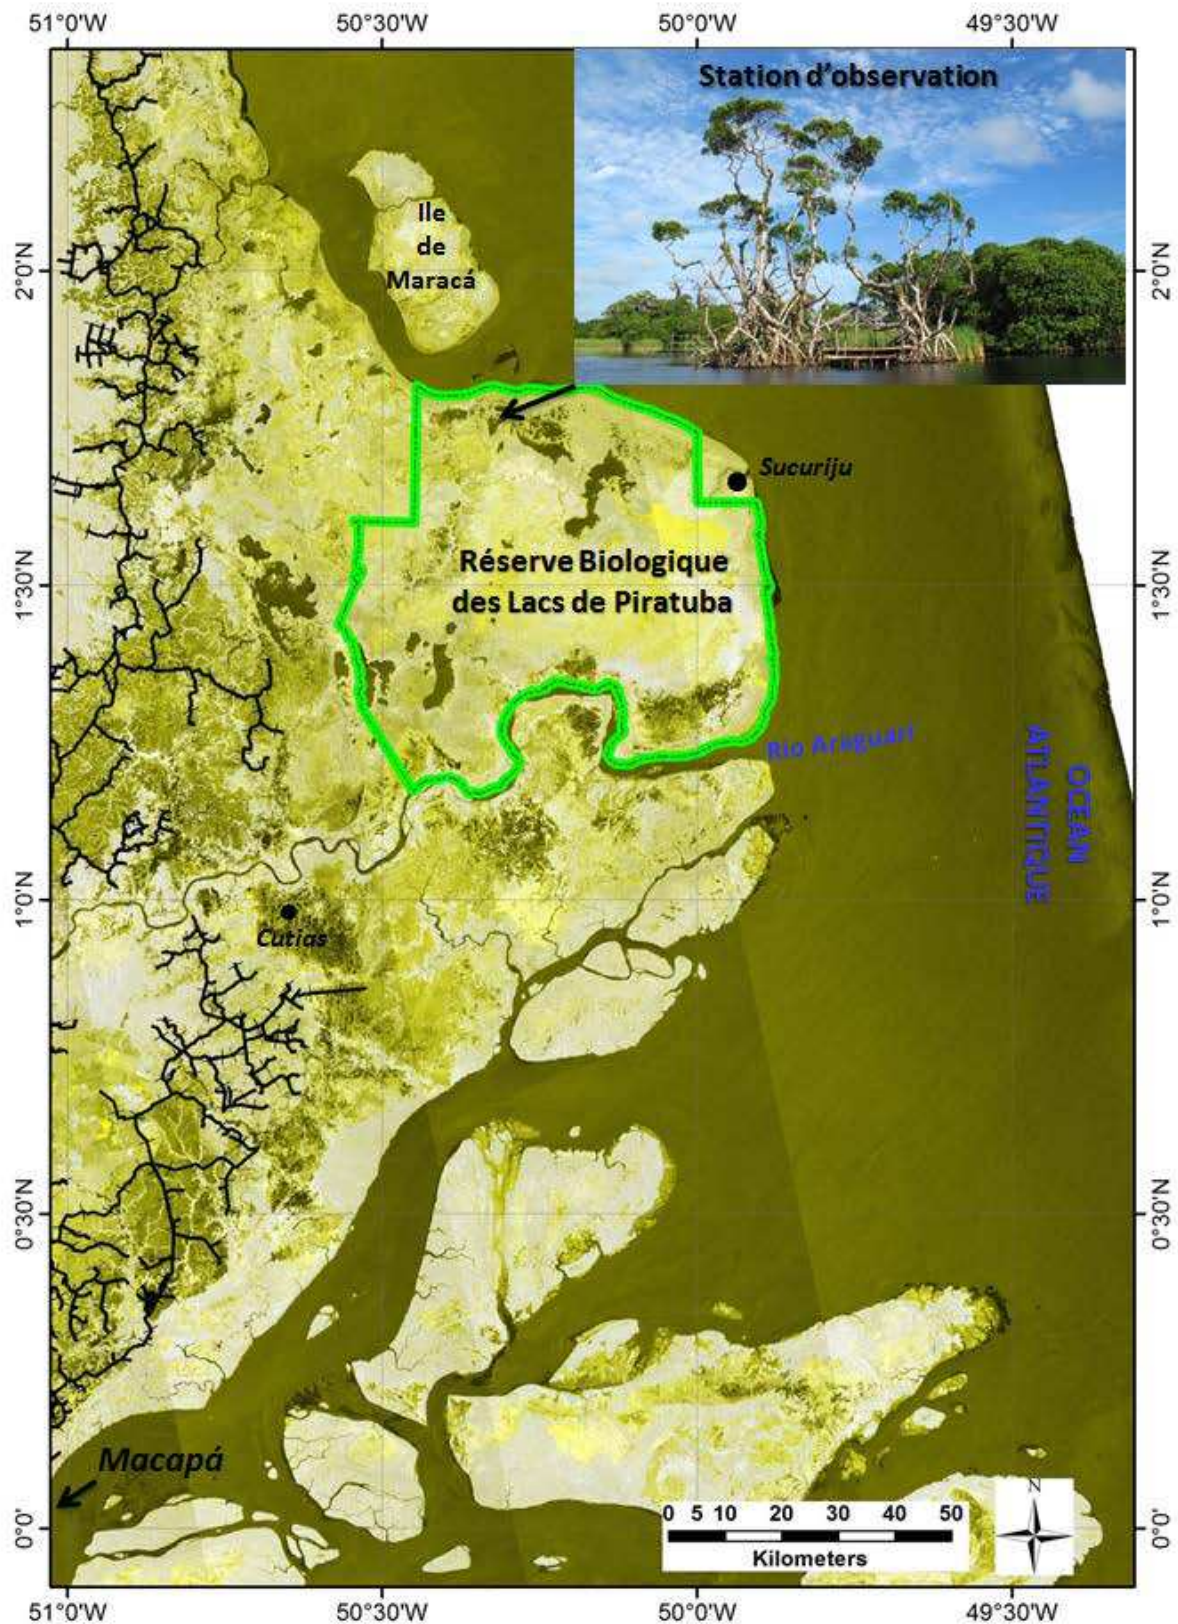 51°0'W 50°30'W 50°0'W 49°30'W
Station d'observation
Ile
de
Maracá
2°0'N 2°0'N
Sucuriju
Réserve Biologique
des Lacs de Piratuba
1°30'N 1°30'N
Rio Araguari
OCEAN
ATLANTIQUE
1°0'N 1°0'N
Cutias
0°30'N 0°30'N
Macapá
N
0 5 10 20 30 40 50
Kilometers
0°0' 0°0'
51°0'W 50°30'W 50°0'W 49°30'W